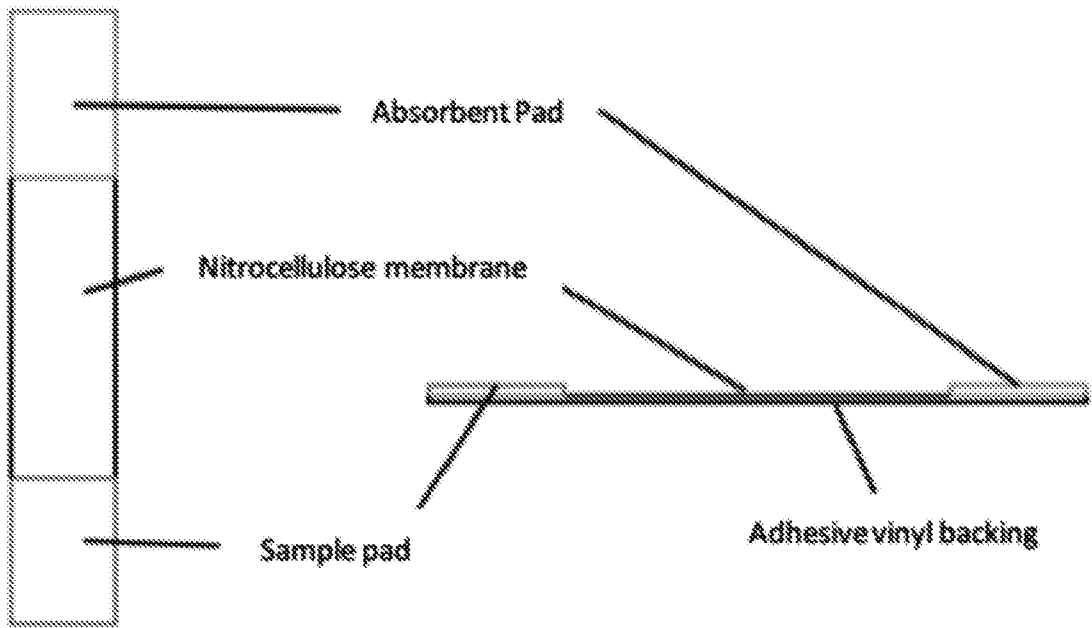 Absorbent Pad
Nitrocellulose membrane
Sample pad
Adhesive vinyl backing